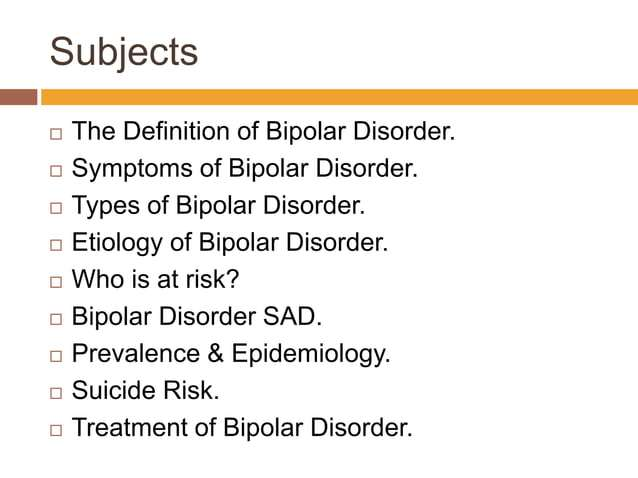 Subjects
The Definition of Bipolar Disorder.
Symptoms of Bipolar Disorder.
Types of Bipolar Disorder.
Etiology of Bipolar Disorder.
Who is at risk?
Bipolar Disorder SAD.
Prevalence & Epidemiology.
Suicide Risk.
Treatment of Bipolar Disorder.